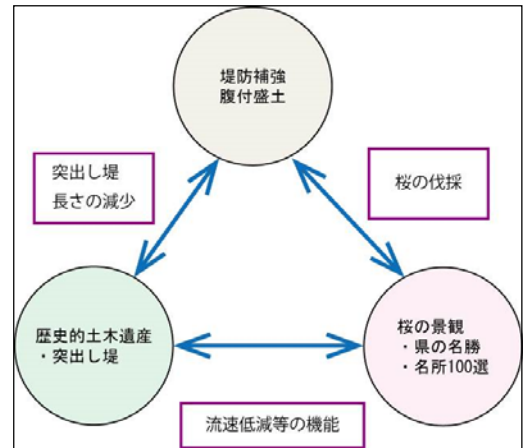 堤防補強
腹付盛土
突出し堤
長さの減少
桜の伐採
歴史的土木遺産
・突出し堤
桜の景観
・県の名勝
・名所100選
流速低減等の機能